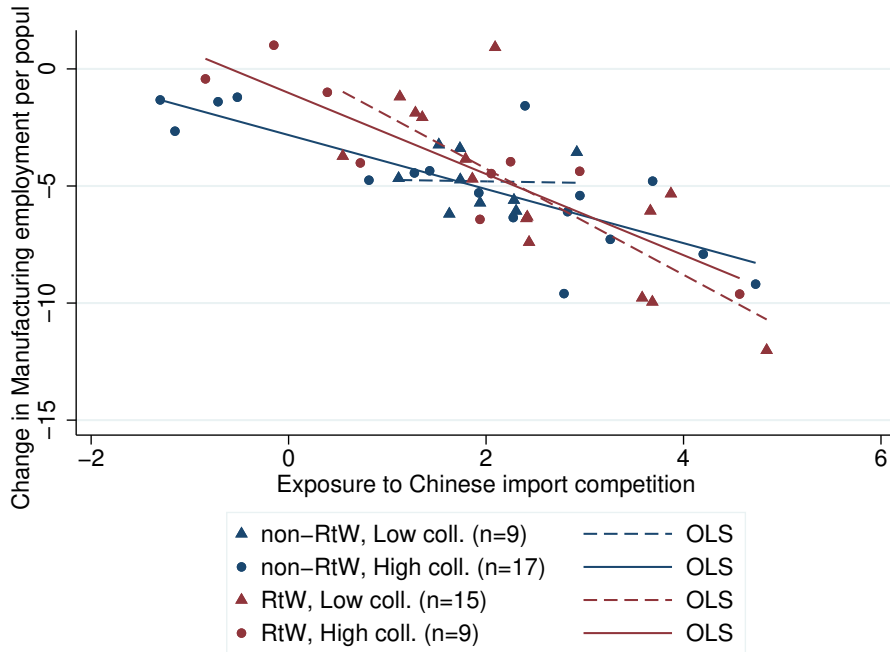 Change in Manufacturing employment per popul
0
−5
−10
−15
−2 0 2 4 6
Exposure to Chinese import competition
non−RtW, Low coll. (n=9) OLS
non−RtW, High coll. (n=17) OLS
RtW, Low coll. (n=15) OLS
RtW, High coll. (n=9) OLS